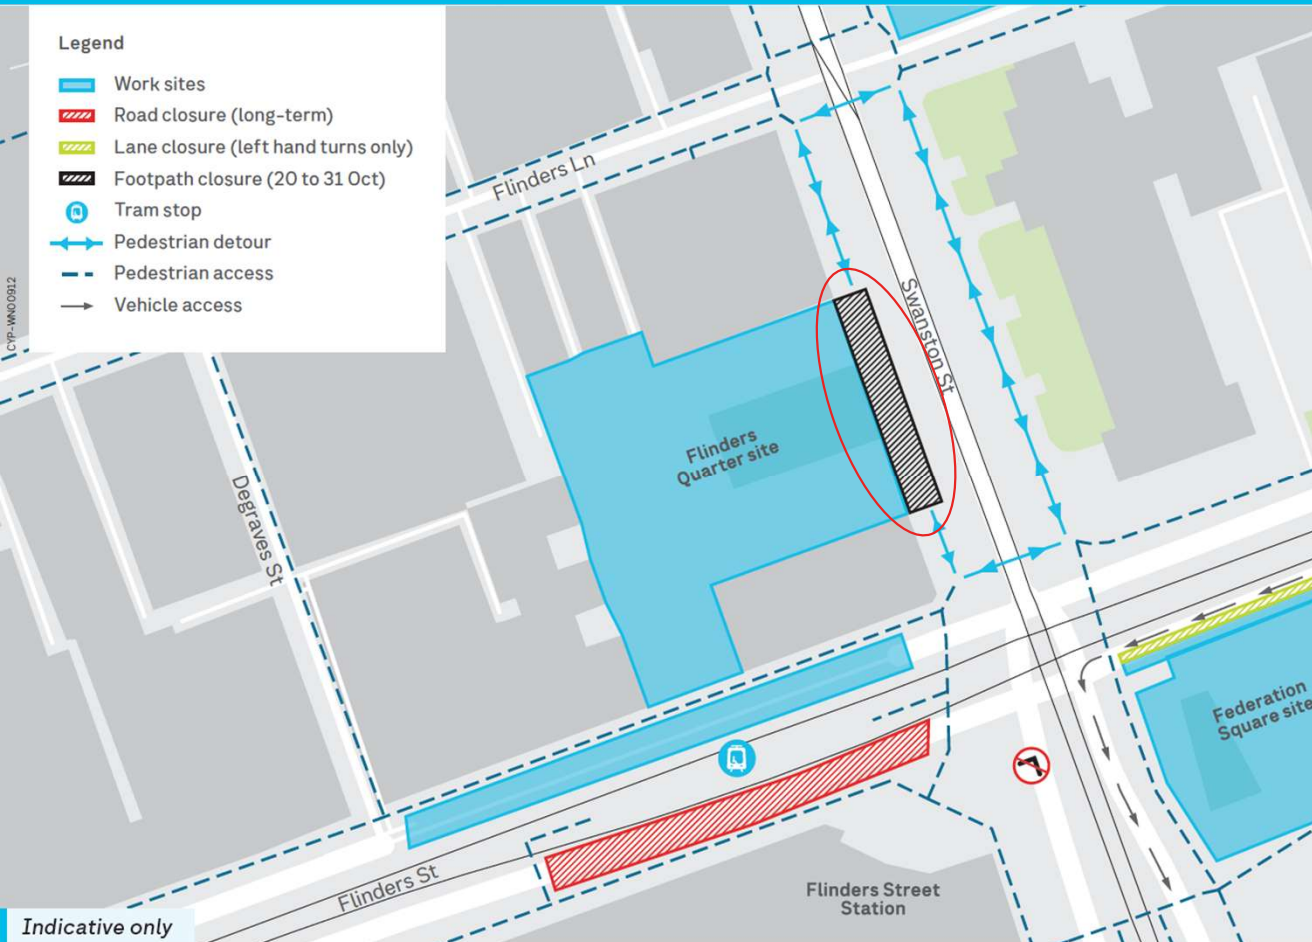 Legend
Work sites
Road closure (long-term)
Lane closure (left hand turns only)
Footpath closure (20 to 31 Oct)
Tram stop
Pedestrian detour
Pedestrian access
Vehicle access
CYP-WN00912
Flinders Ln
Swanston St
Flinders
Quarter site
Degraves St
Federation
Square site
Flinders St
Flinders Street
Station
Indicative only